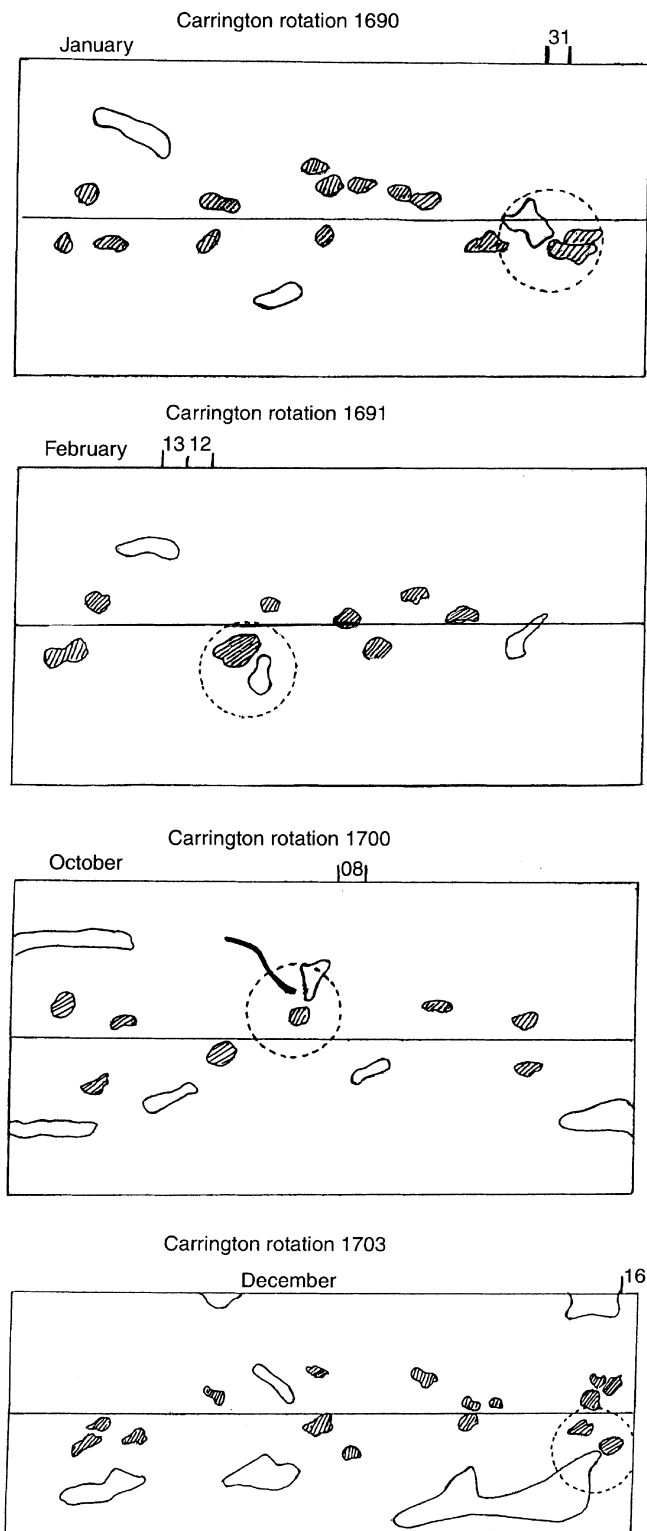 Carrington rotation 1690
January 31
Carrington rotation 1691
February 13 12
Carrington rotation 1700
October 08
Carrington rotation 1703
December 16